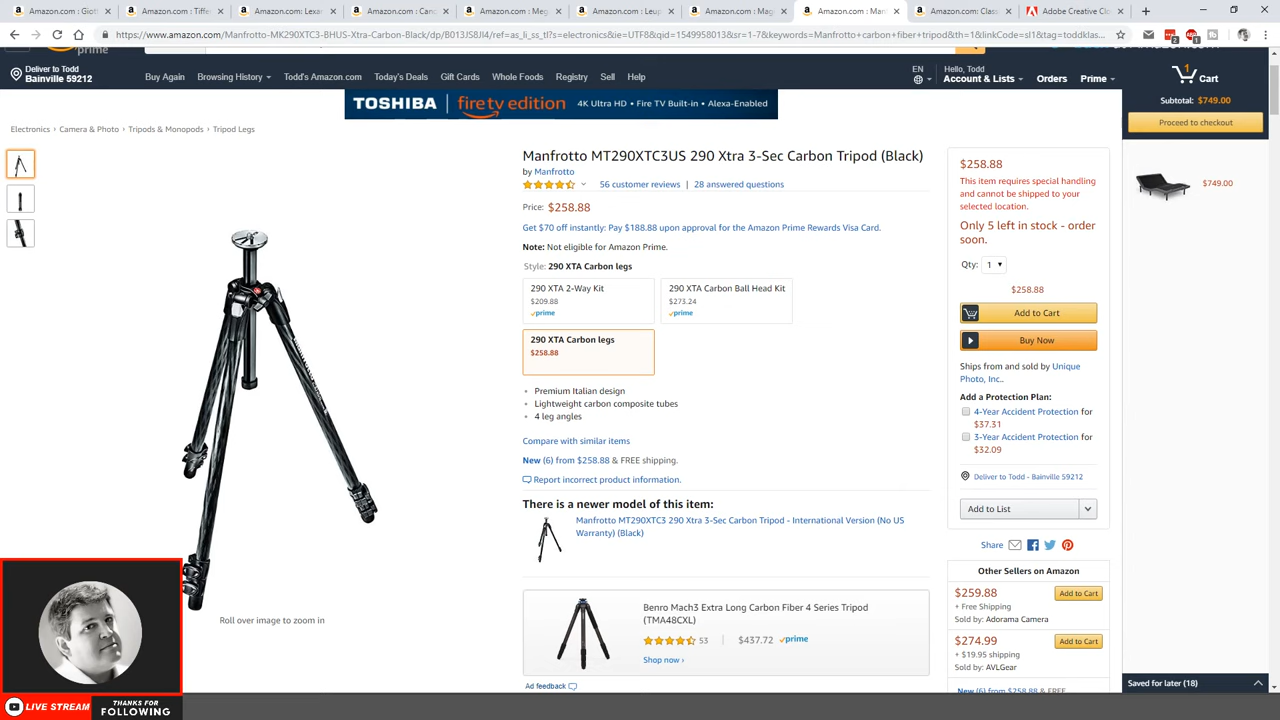 Amazon.com : Giott
Amazon.com : Tiffe
Amazon.com : Lexar
Amazon.com : Cano
Amazon.com : Meg
Amazon.com : Leup
Amazon.com : Mag
Amazon.com : Man
Amazon.com: Class
Adobe Creative Clo
https://www.amazon.com/Manfrotto-MK290XTC3-BHUS-Xtra-Carbon-Black/dp/B013JS8JI4/ref=as_li_ss_tl?s=electronics&ie=UTF8&qid=1549958013&sr=1-7&keywords=Manfrotto+carbon+fiber+tripod&th=1&linkCode=sl1&tag=toddklas...
prime
Deliver to Todd
Bainville 59212
Buy Again
Browsing History
Todd's Amazon.com
Today's Deals
Gift Cards
Whole Foods
Registry
Sell
Help
EN
Hello, Todd
Account & Lists
Orders
Prime
1
Cart
Subtotal: $749.00
Proceed to checkout
$749.00
TOSHIBA | fire tv edition 4K Ultra HD • Fire TV Built-in • Alexa-Enabled
Electronics › Camera & Photo › Tripods & Monopods › Tripod Legs
Manfrotto MT290XTC3US 290 Xtra 3-Sec Carbon Tripod (Black)
by Manfrotto
56 customer reviews | 28 answered questions
Price: $258.88
Get $70 off instantly: Pay $188.88 upon approval for the Amazon Prime Rewards Visa Card.
Note: Not eligible for Amazon Prime.
Style: 290 XTA Carbon legs
290 XTA 2-Way Kit
$209.88
prime
290 XTA Carbon Ball Head Kit
$273.24
prime
290 XTA Carbon legs
$258.88
• Premium Italian design
• Lightweight carbon composite tubes
• 4 leg angles
Compare with similar items
New (6) from $258.88 & FREE shipping.
Report incorrect product information.
There is a newer model of this item:
Manfrotto MT290XTC3 290 Xtra 3-Sec Carbon Tripod - International Version (No US
Warranty) (Black)
Benro Mach3 Extra Long Carbon Fiber 4 Series Tripod
(TMA48CXL)
53 | $437.72 prime
Shop now ›
Ad feedback
Roll over image to zoom in
$258.88
This item requires special handling
and cannot be shipped to your
selected location.
Only 5 left in stock - order
soon.
Qty: 1
$258.88
Add to Cart
Buy Now
Ships from and sold by Unique
Photo, Inc..
Add a Protection Plan:
4-Year Accident Protection for
$37.31
3-Year Accident Protection for
$32.09
Deliver to Todd - Bainville 59212
Add to List
Share
Other Sellers on Amazon
$259.88
Add to Cart
+ Free Shipping
Sold by: Adorama Camera
$274.99
Add to Cart
+ $19.95 shipping
Sold by: AVLGear
New (6) from $258.88 & FREE
Saved for later (18)
LIVE STREAM
THANKS FOR
FOLLOWING